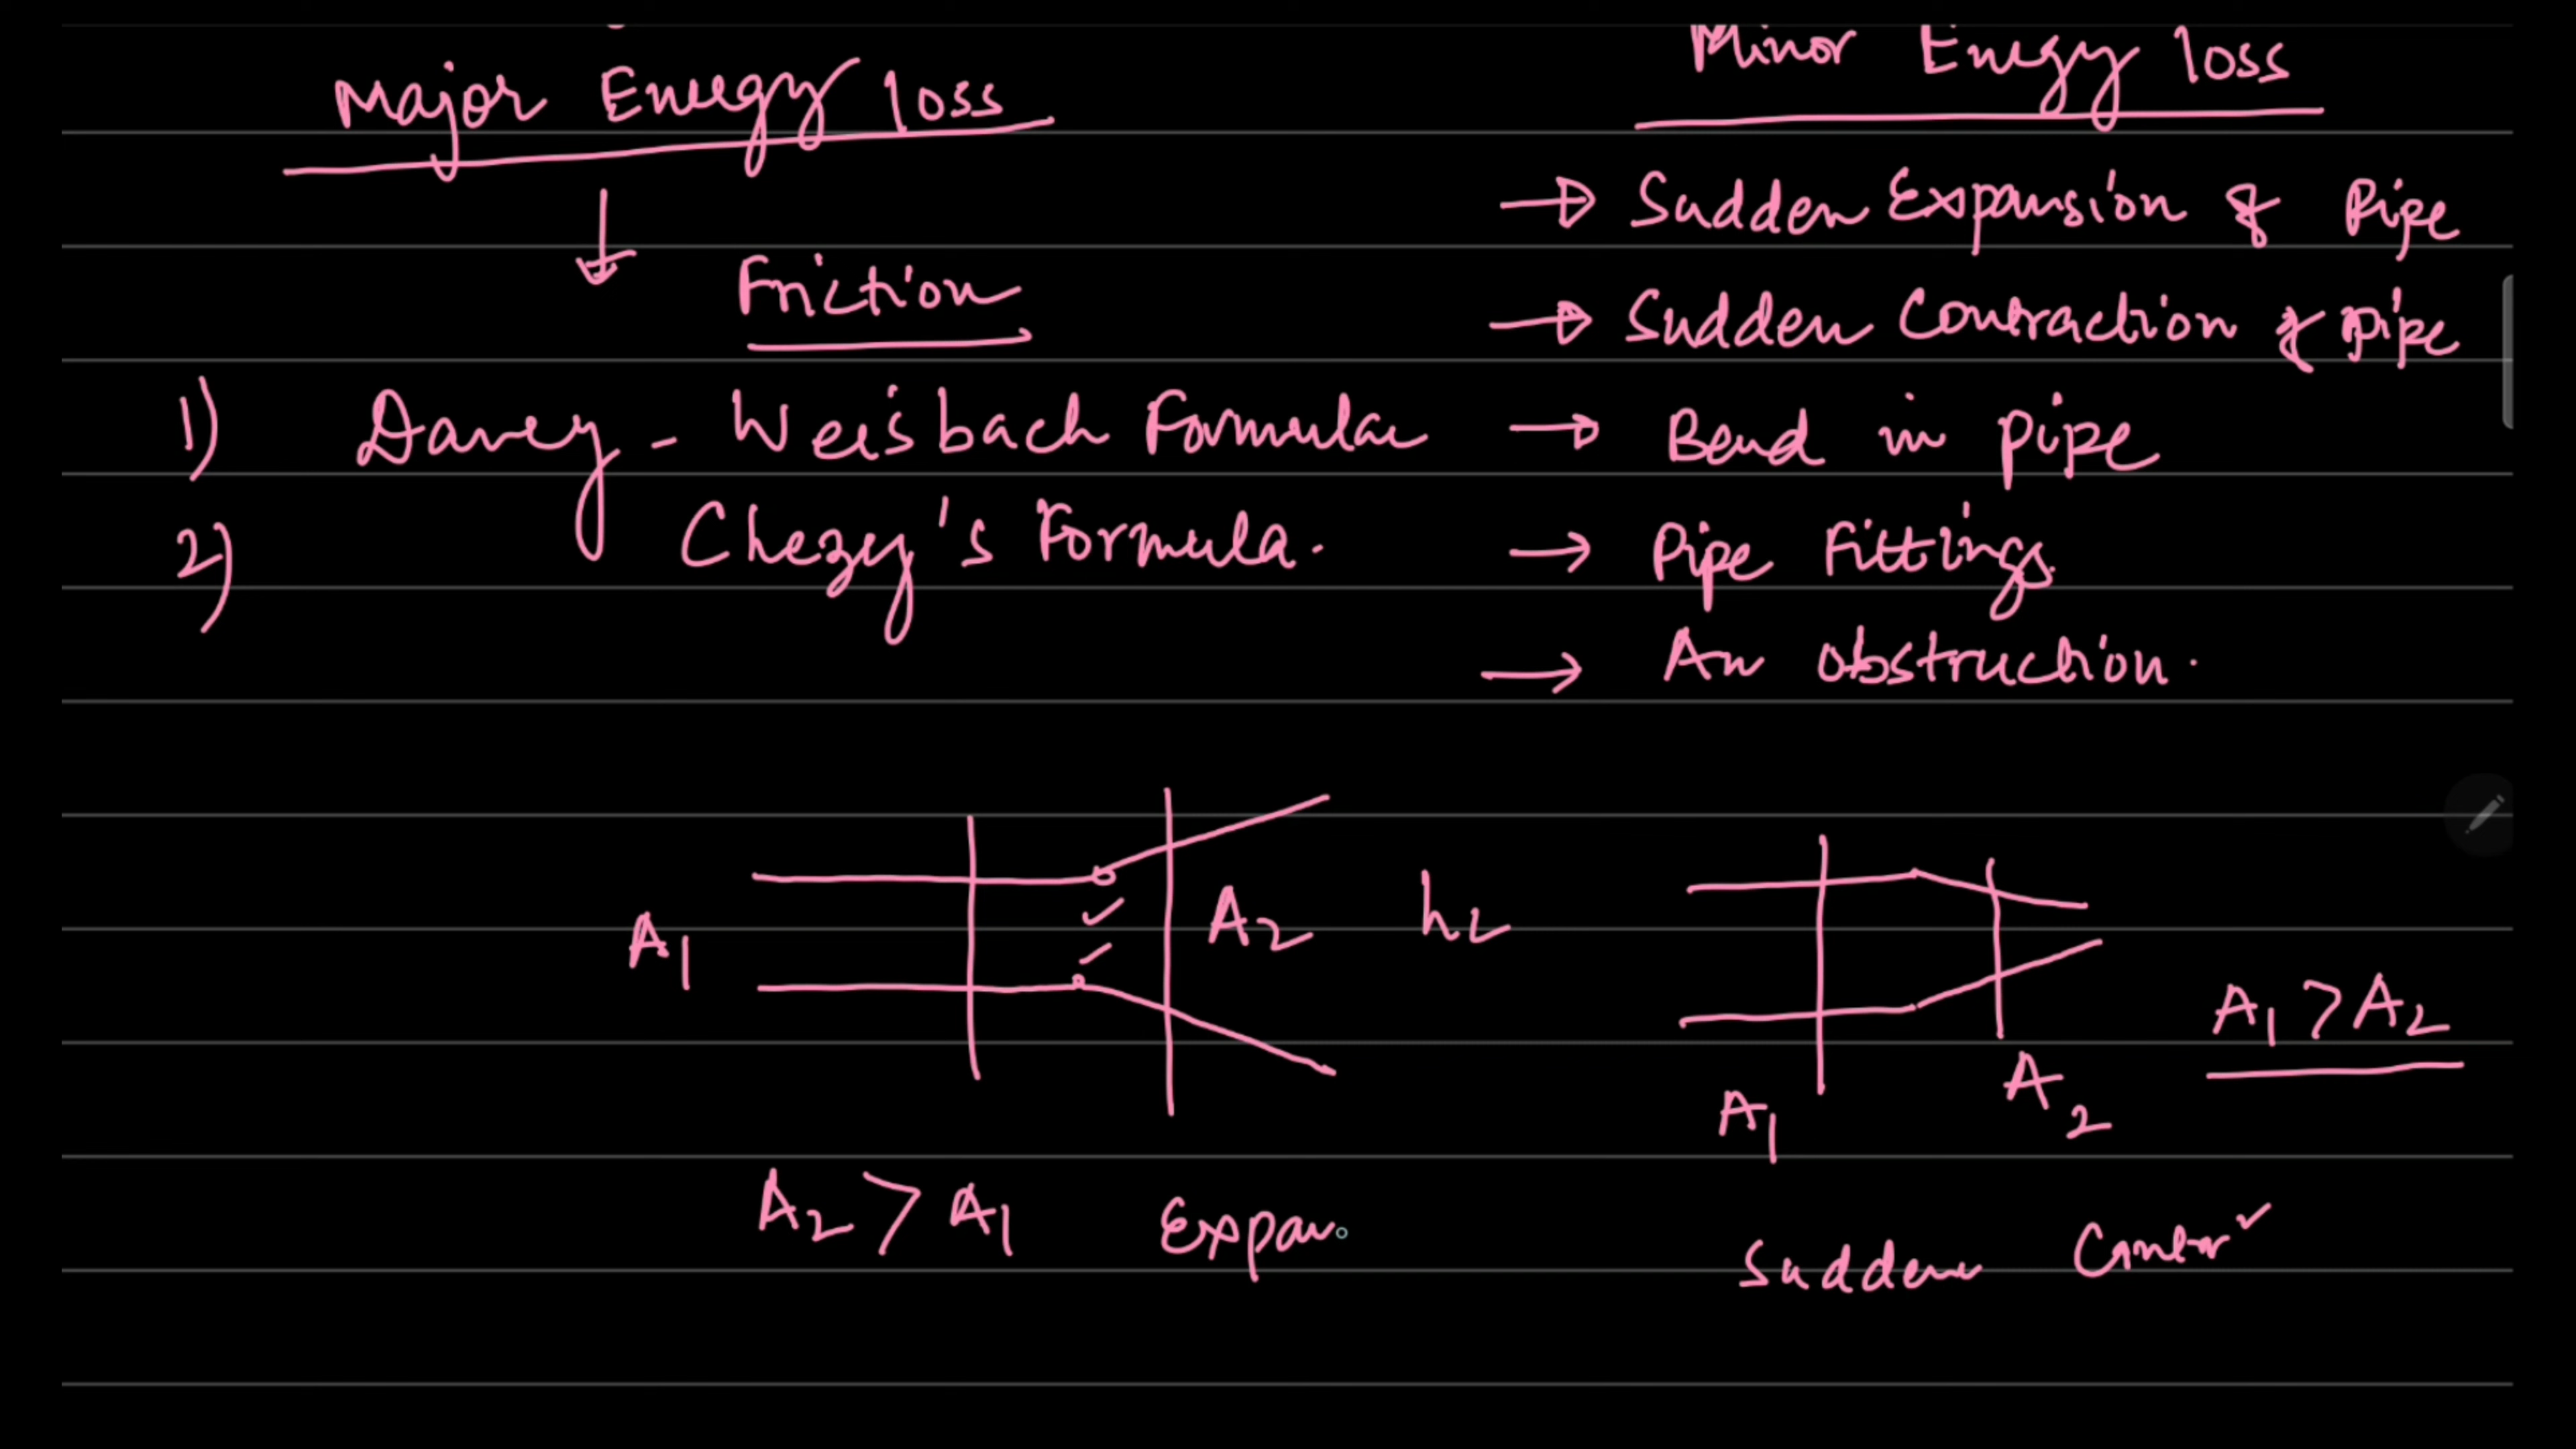 Major Energy loss
Minor Energy loss
↓ Friction
1) Darcy - Weisbach Formulae
2) Chezy's Formula.
→ Sudden Expansion of Pipe
→ Sudden Contraction of pipe
→ Bend in pipe
→ Pipe Fittings.
→ An obstruction.
A1 A2 hL
A2 > A1 Expan
A1 A2
A1 > A2
Sudden Contr ✓